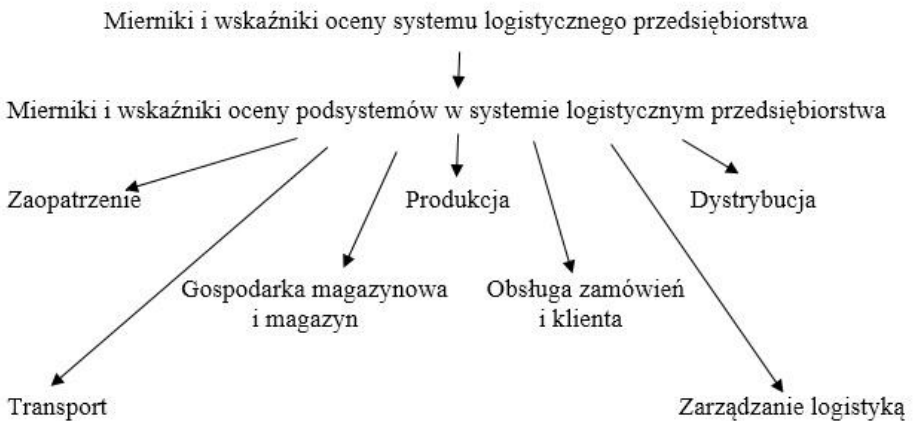 Mierniki i wskaźniki oceny systemu logistycznego przedsiębiorstwa
Mierniki i wskaźniki oceny podsystemów w systemie logistycznym przedsiębiorstwa
Zaopatrzenie
Produkcja
Dystrybucja
Gospodarka magazynowa
i magazyn
Obsługa zamówień
i klienta
Transport
Zarządzanie logistyką